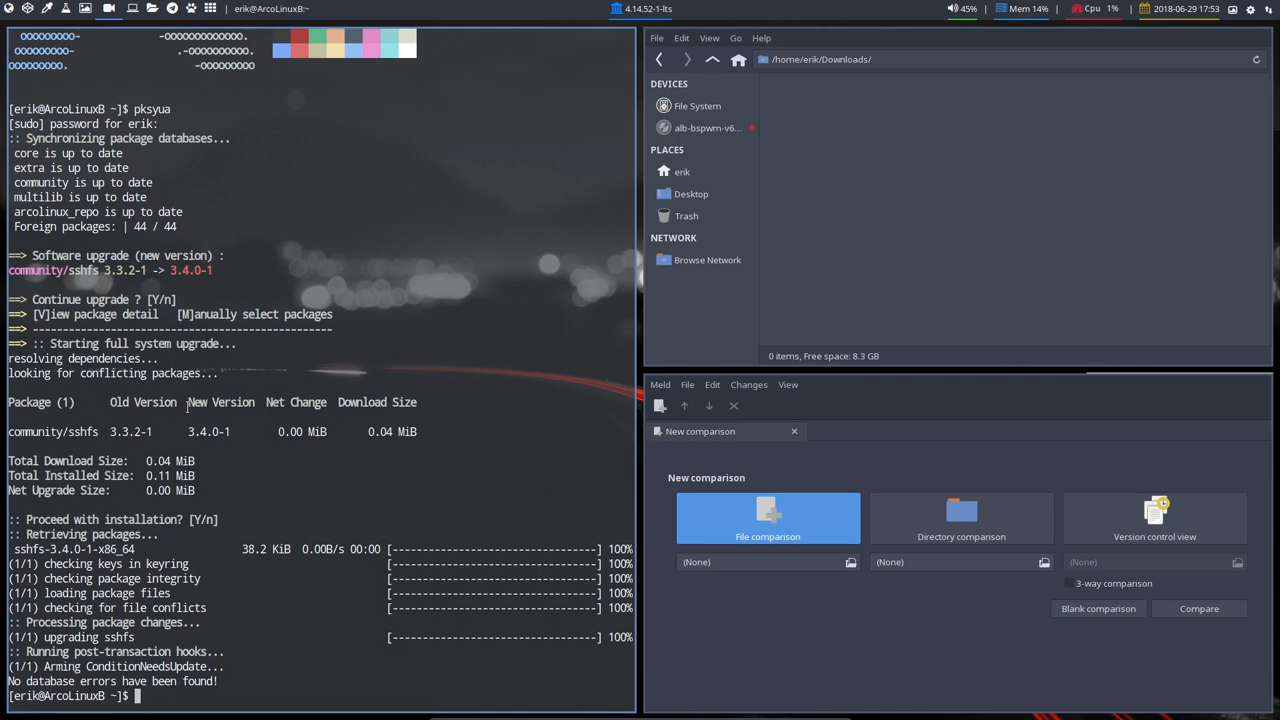 erik@ArcoLinuxB: ~
4.14.52-1-lts
45%
Mem 14%
Cpu 1%
2018-06-29 17:53
ooooooooo- -ooooooooooooo.
ooooooooo- .-oooooooooo
ooooooooo. -ooooooooo
[erik@ArcoLinuxB ~]$ pksyua
[sudo] password for erik:
:: Synchronizing package databases...
core is up to date
extra is up to date
community is up to date
multilib is up to date
arcolinux_repo is up to date
Foreign packages: | 44 / 44
==> Software upgrade (new version) :
community/sshfs 3.3.2-1 -> 3.4.0-1
==> Continue upgrade ? [Y/n]
==> [V]iew package detail [M]anually select packages
==> --------------------------------------------------
==> :: Starting full system upgrade...
resolving dependencies...
looking for conflicting packages...
Package (1) Old Version New Version Net Change Download Size
community/sshfs 3.3.2-1 3.4.0-1 0.00 MiB 0.04 MiB
Total Download Size: 0.04 MiB
Total Installed Size: 0.11 MiB
Net Upgrade Size: 0.00 MiB
:: Proceed with installation? [Y/n]
:: Retrieving packages...
sshfs-3.4.0-1-x86_64 38.2 KiB 0.00B/s 00:00 [----------------------------------] 100%
(1/1) checking keys in keyring [----------------------------------] 100%
(1/1) checking package integrity [----------------------------------] 100%
(1/1) loading package files [----------------------------------] 100%
(1/1) checking for file conflicts [----------------------------------] 100%
:: Processing package changes...
(1/1) upgrading sshfs [----------------------------------] 100%
:: Running post-transaction hooks...
(1/1) Arming ConditionNeedsUpdate...
No database errors have been found!
[erik@ArcoLinuxB ~]$
File Edit View Go Help
/home/erik/Downloads/
DEVICES
File System
alb-bspwm-v6...
PLACES
erik
Desktop
Trash
NETWORK
Browse Network
0 items, Free space: 8.3 GB
Meld File Edit Changes View
New comparison
New comparison
File comparison
Directory comparison
Version control view
(None)
(None)
(None)
3-way comparison
Blank comparison
Compare